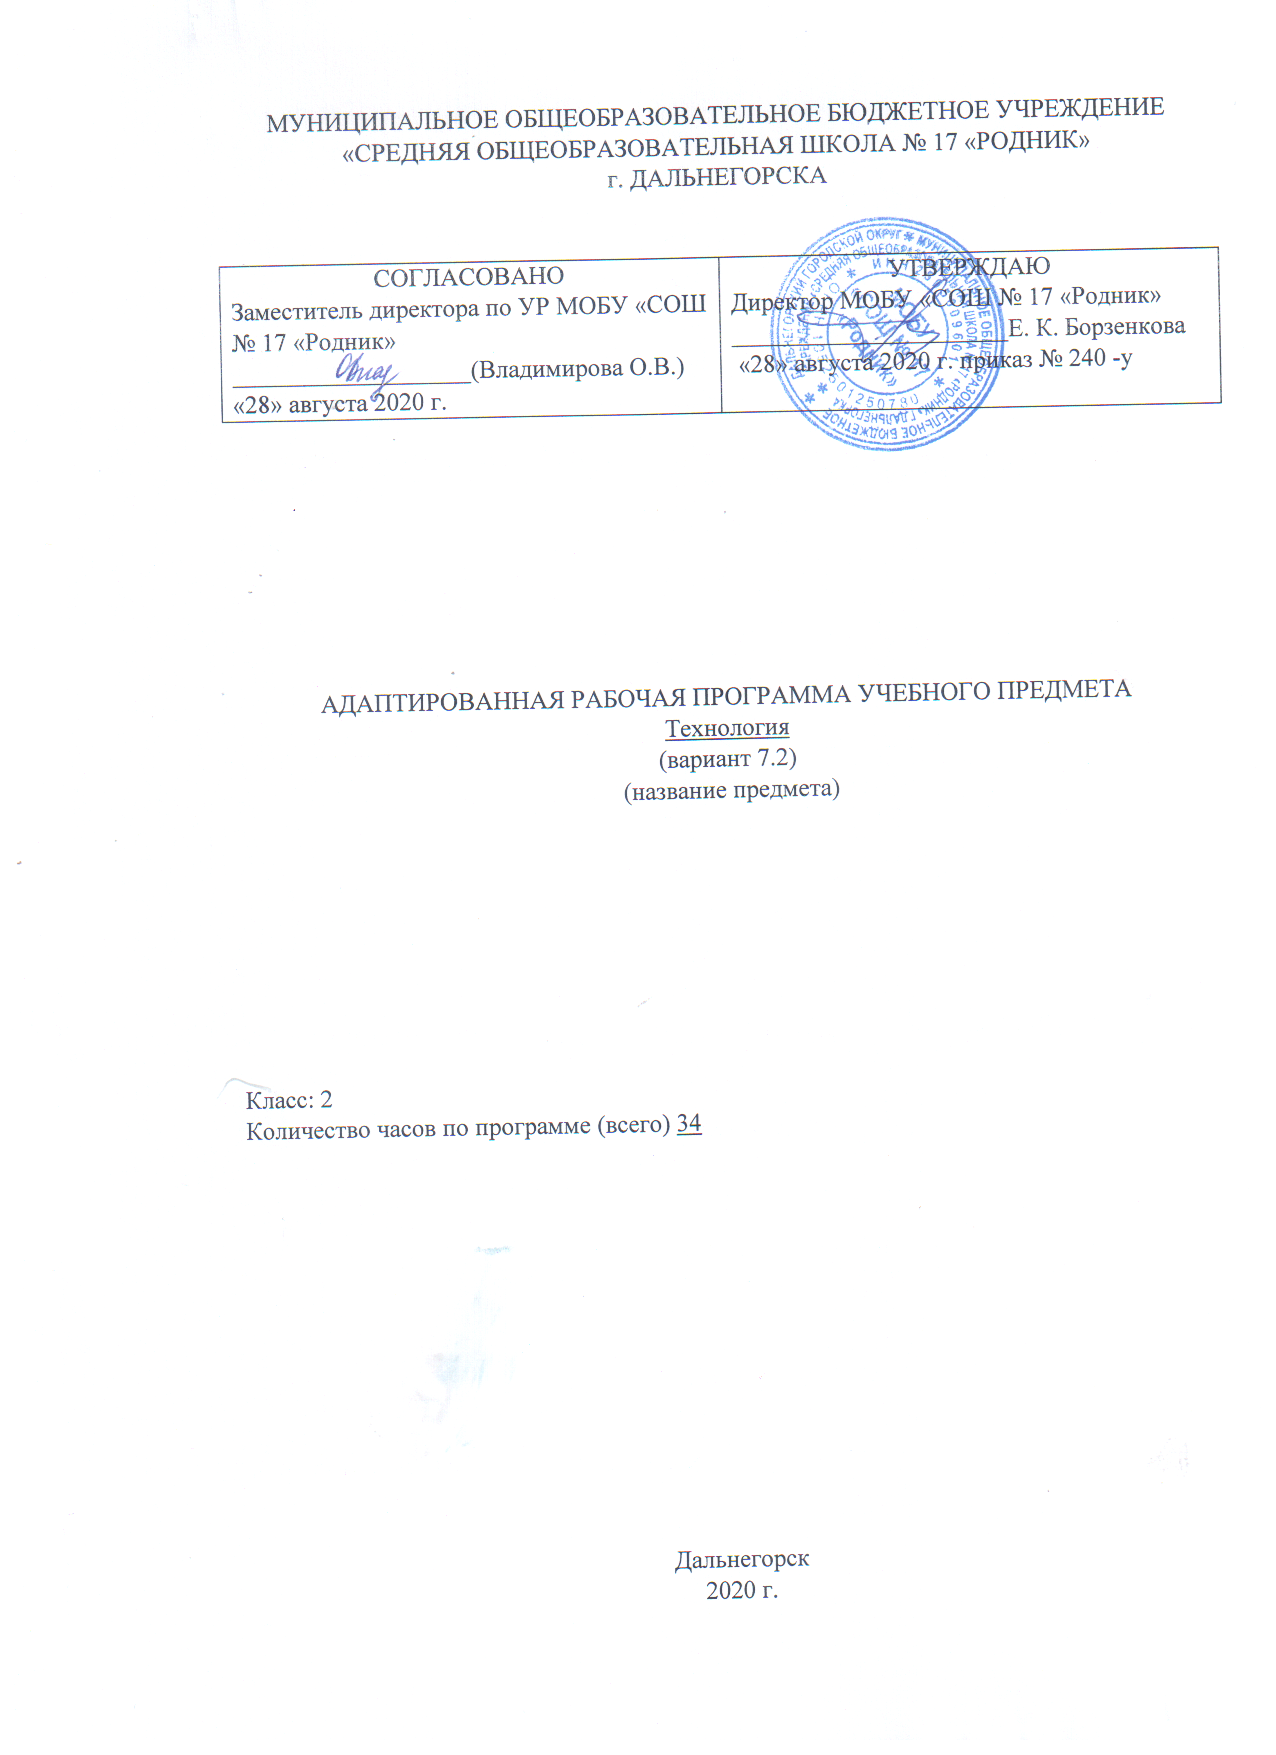 МУНИЦИПАЛЬНОЕ ОБЩЕОБРАЗОВАТЕЛЬНОЕ БЮДЖЕТНОЕ УЧРЕЖДЕНИЕ
«СРЕДНЯЯ ОБЩЕОБРАЗОВАТЕЛЬНАЯ ШКОЛА № 17 «РОДНИК»
г. ДАЛЬНЕГОРСКА
СОГЛАСОВАНО
Заместитель директора по УР МОБУ «СОШ
№ 17 «Родник»
(Владимирова О.В.)
«28» августа 2020 г.
УТВЕРЖДАЮ
Директор МОБУ «СОШ № 17 «Родник»
Е. К. Борзенкова
«28» августа 2020 г. приказ № 240 -у
АДАПТИРОВАННАЯ РАБОЧАЯ ПРОГРАММА УЧЕБНОГО ПРЕДМЕТА
Технология
(вариант 7.2)
(название предмета)
Класс: 2
Количество часов по программе (всего) 34
Дальнегорск
2020 г.